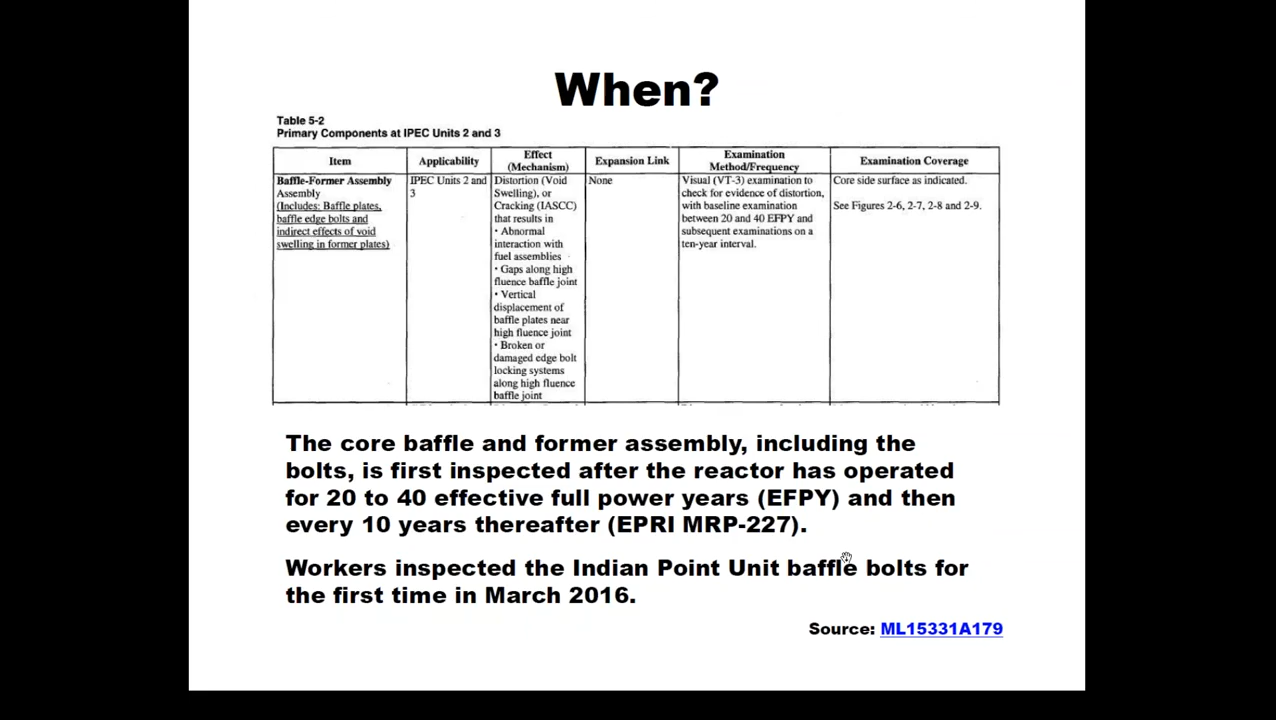 When?
Table 5-2
Primary Components at IPEC Units 2 and 3
Item
Applicability
Effect
(Mechanism)
Expansion Link
Examination
Method/Frequency
Examination Coverage
Baffle-Former Assembly
Assembly
(Includes: Baffle plates,
baffle edge bolts and
indirect effects of void
swelling in former plates)
IPEC Units 2 and
3
Distortion (Void
Swelling), or
Cracking (IASCC)
that results in
• Abnormal
interaction with
fuel assemblies
• Gaps along high
fluence baffle joint
• Vertical
displacement of
baffle plates near
high fluence joint
• Broken or
damaged edge bolt
locking systems
along high fluence
baffle joint
None
Visual (VT-3) examination to
check for evidence of distortion,
with baseline examination
between 20 and 40 EFPY and
subsequent examinations on a
ten-year interval.
Core side surface as indicated.
See Figures 2-6, 2-7, 2-8 and 2-9.
The core baffle and former assembly, including the
bolts, is first inspected after the reactor has operated
for 20 to 40 effective full power years (EFPY) and then
every 10 years thereafter (EPRI MRP-227).
Workers inspected the Indian Point Unit baffle bolts for
the first time in March 2016.
Source: ML15331A179